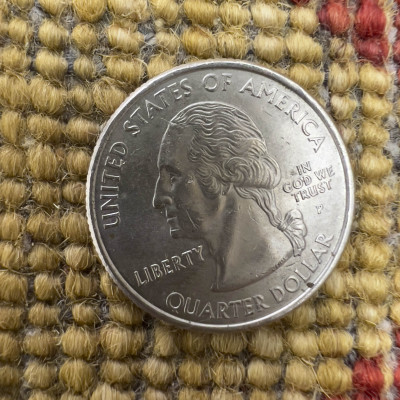 UNITED STATES OF AMERICA
IN
GOD WE
TRUST
P
LIBERTY
QUARTER DOLLAR